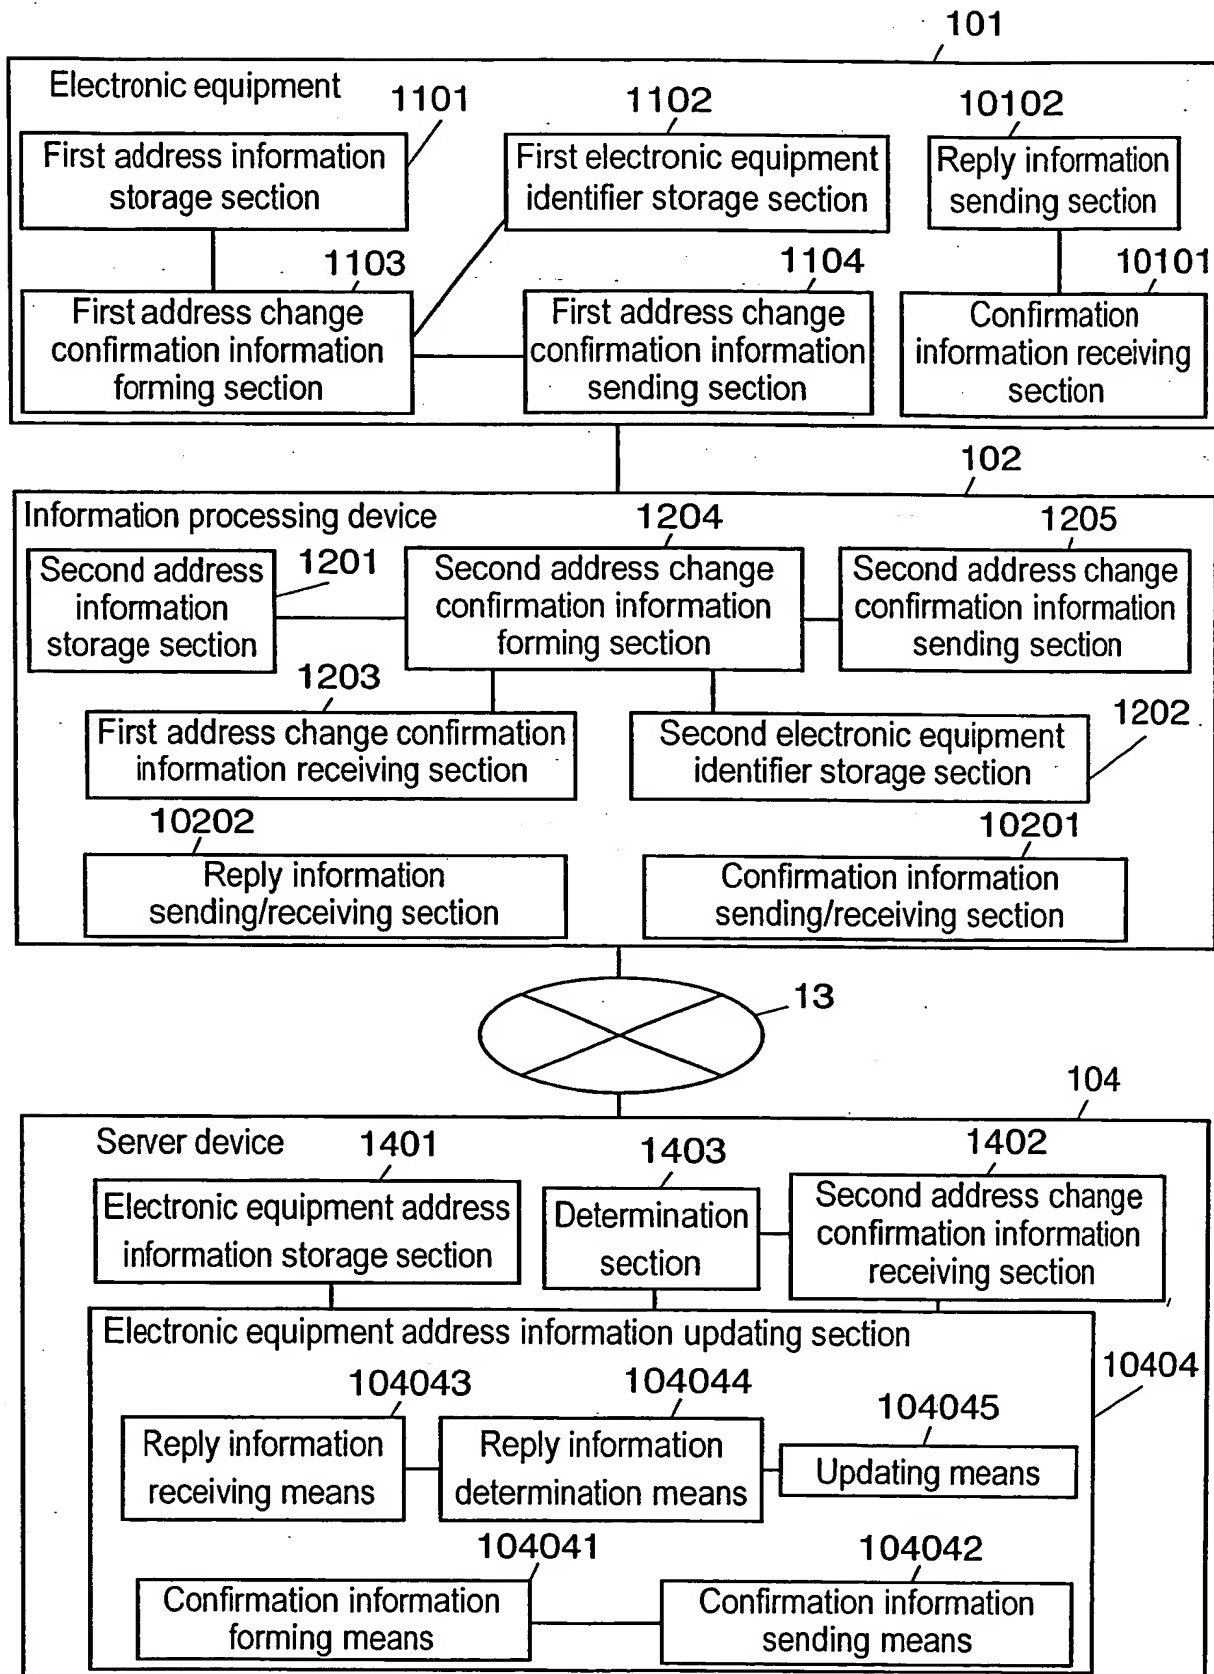 101
Electronic equipment
1101
1102
10102
First address information
storage section
First electronic equipment
identifier storage section
Reply information
sending section
1103
1104
10101
First address change
confirmation information
forming section
First address change
confirmation information
sending section
Confirmation
information receiving
section
102
Information processing device
1201
1204
1205
Second address
information
storage section
Second address change
confirmation information
forming section
Second address change
confirmation information
sending section
1203
1202
First address change confirmation
information receiving section
Second electronic equipment
identifier storage section
10202
10201
Reply information
sending/receiving section
Confirmation information
sending/receiving section
13
104
Server device
1401
1403
1402
Electronic equipment address
information storage section
Determination
section
Second address change
confirmation information
receiving section
Electronic equipment address information updating section
10404
104043
104044
104045
Reply information
receiving means
Reply information
determination means
Updating means
104041
104042
Confirmation information
forming means
Confirmation information
sending means